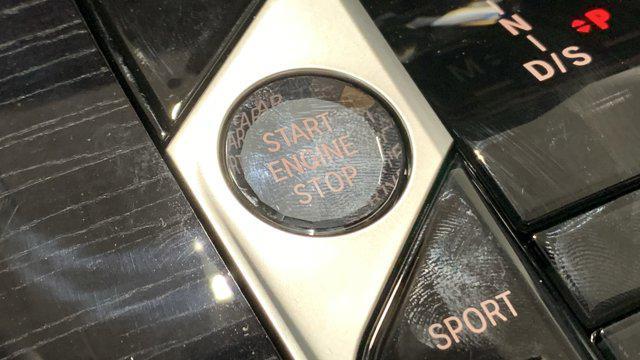 START
ENGINE
STOP
N
I
D/S
P
SPORT